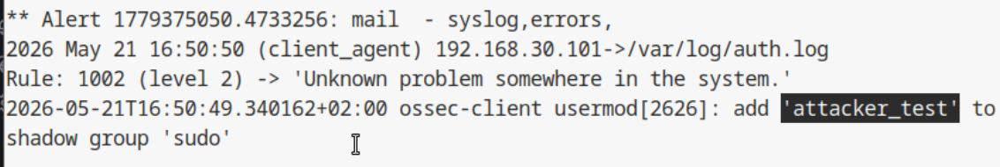 ** Alert 1779375050.4733256: mail  - syslog,errors,
2026 May 21 16:50:50 (client_agent) 192.168.30.101->/var/log/auth.log
Rule: 1002 (level 2) -> 'Unknown problem somewhere in the system.'
2026-05-21T16:50:49.340162+02:00 ossec-client usermod[2626]: add 'attacker_test' to
shadow group 'sudo'